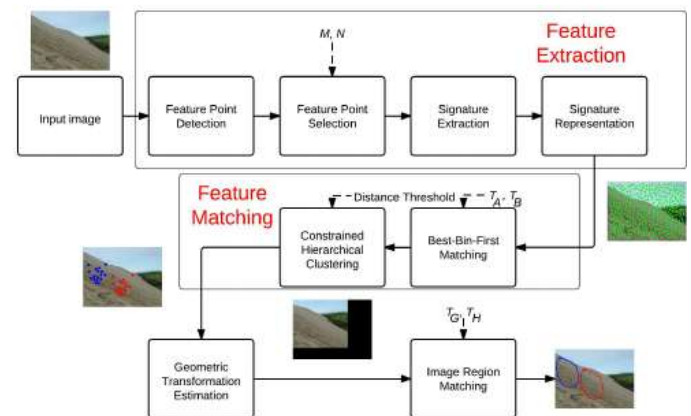 Feature
Extraction
M, N
Input image
Feature Point
Detection
Feature Point
Selection
Signature
Extraction
Signature
Representation
Feature
Matching
Distance Threshold
T_A, T_B
Constrained
Hierarchical
Clustering
Best-Bin-First
Matching
T_G, T_H
Geometric
Transformation
Estimation
Image Region
Matching